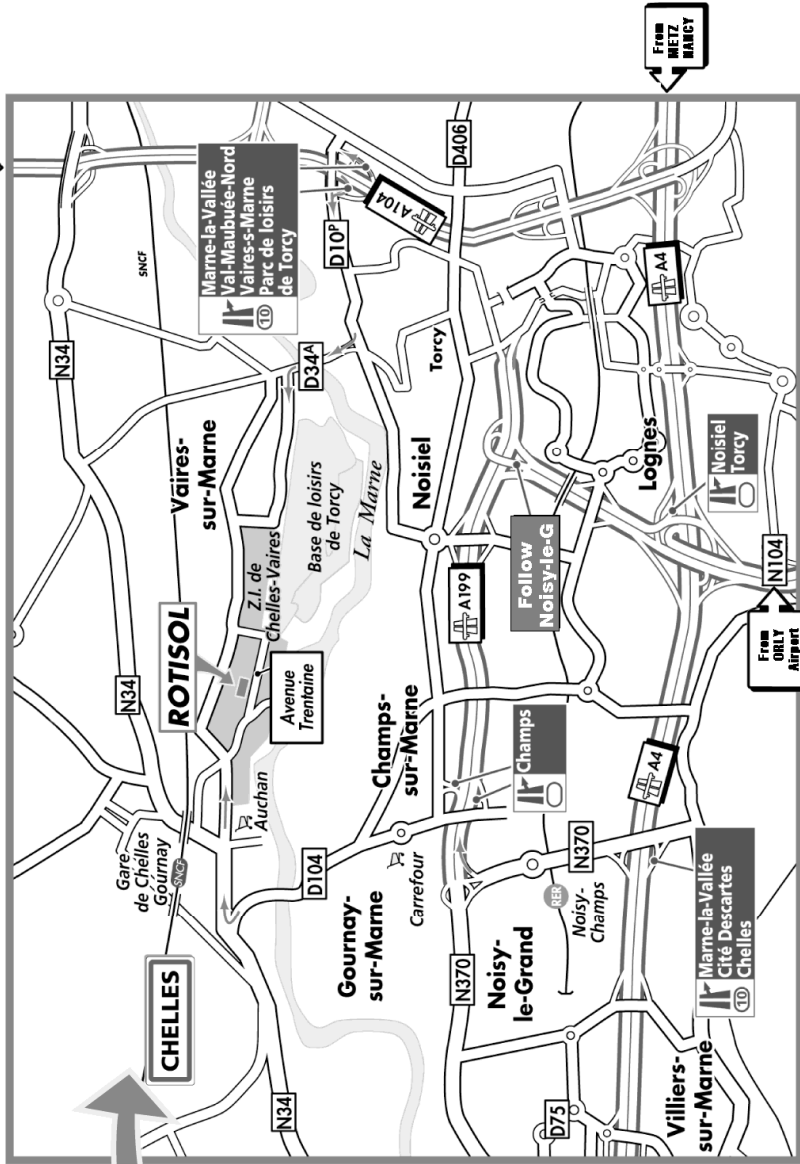 From
METZ
NANCY
N34
SNCF
Marne-la-Vallée
Val-Maubuée-Nord
Vaires-s-Marne
Parc de loisirs
de Torcy
10
D10P
A104
D406
D34A
Torcy
A4
Vaires-
sur-Marne
Base de loisirs
de Torcy
La Marne
Noisiel
Lognes
Noisiel
Torcy
Z.I. de
Chelles-Vaires
Follow
Noisy-le-G
A199
N104
From
ORLY
Airport
N34
ROTISOL
Avenue
Trentaine
Champs-
sur-Marne
Champs
A4
Auchan
Gare
de Chelles
Gournay
SNCF
D104
Carrefour
N370
RER
Noisy-
Champs
Marne-la-Vallée
Cité Descartes
Chelles
10
Gournay-
sur-Marne
Noisy-
le-Grand
N370
CHELLES
N34
D75
Villiers-
sur-Marne